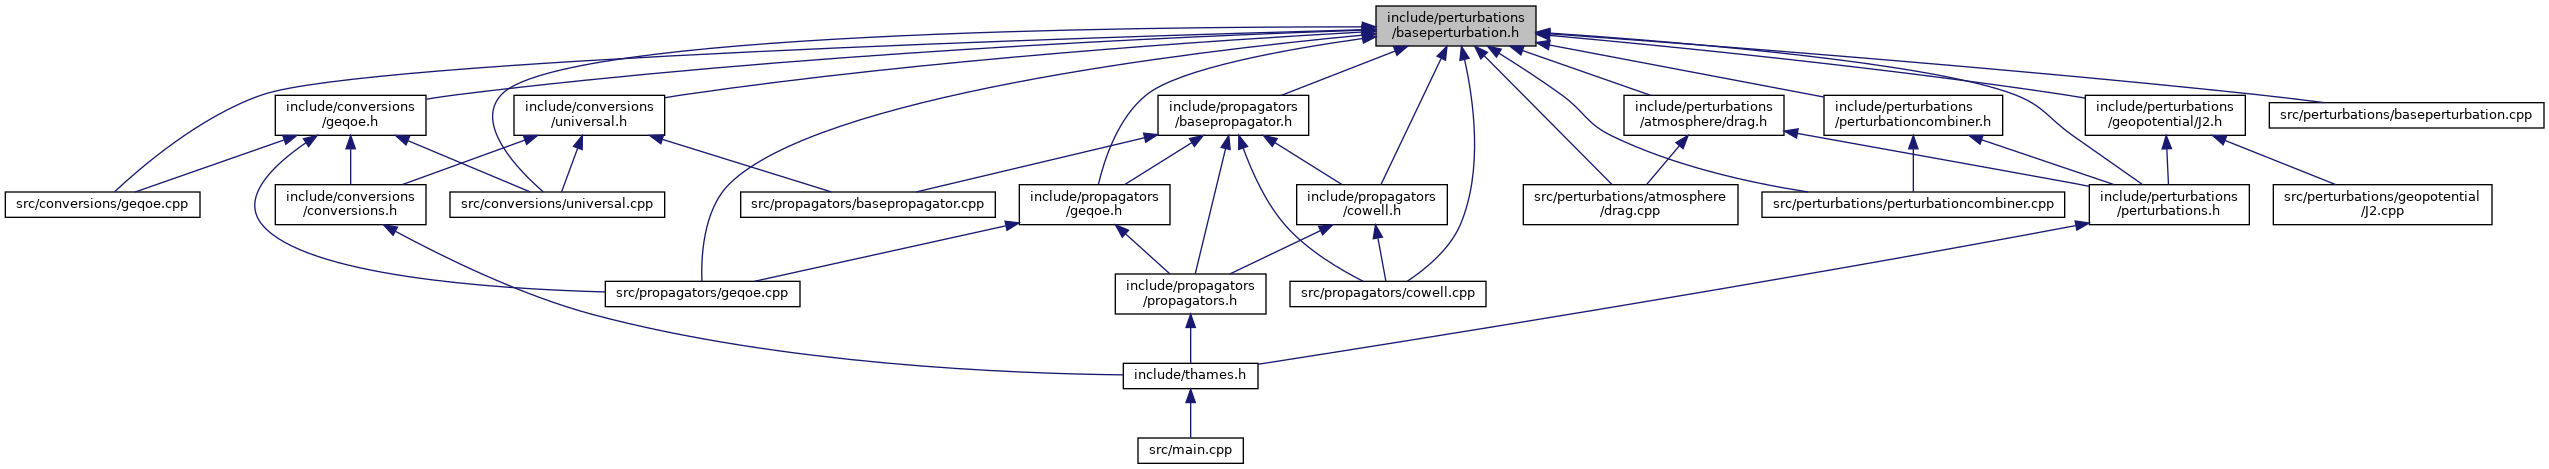 include/perturbations
/baseperturbation.h
include/conversions
/geqoe.h
include/conversions
/universal.h
include/propagators
/basepropagator.h
include/perturbations
/atmosphere/drag.h
include/perturbations
/perturbationcombiner.h
include/perturbations
/geopotential/J2.h
src/perturbations/baseperturbation.cpp
src/conversions/geqoe.cpp
include/conversions
/conversions.h
src/conversions/universal.cpp
src/propagators/basepropagator.cpp
include/propagators
/geqoe.h
include/propagators
/cowell.h
src/perturbations/atmosphere
/drag.cpp
src/perturbations/perturbationcombiner.cpp
include/perturbations
/perturbations.h
src/perturbations/geopotential
/J2.cpp
src/propagators/geqoe.cpp
include/propagators
/propagators.h
src/propagators/cowell.cpp
include/thames.h
src/main.cpp